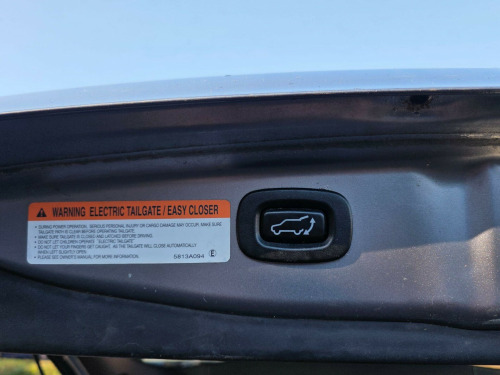 WARNING ELECTRIC TAILGATE / EASY CLOSER
• DURING POWER OPERATION, SERIOUS PERSONAL INJURY OR CARGO DAMAGE MAY OCCUR. MAKE SURE
TAILGATE PATH IS CLEAR BEFORE OPERATING TAILGATE.
• MAKE SURE TAILGATE IS CLOSED AND LATCHED BEFORE DRIVING.
• DO NOT LET CHILDREN OPERATE ELECTRIC TAILGATE
• DO NOT LET YOUR FINGERS GET CAUGHT, AS THE TAILGATE WILL CLOSE AUTOMATICALLY
WHEN LEFT SLIGHTLY OPEN.
• PLEASE SEE OWNER'S MANUAL FOR MORE INFORMATION.
5813A094 E